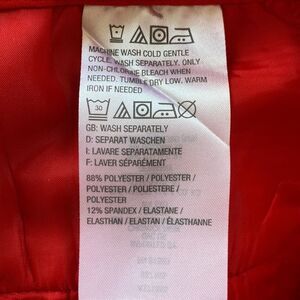 MACHINE WASH COLD GENTLE
CYCLE. WASH SEPARATELY. ONLY
NON-CHLORINE BLEACH WHEN
NEEDED. TUMBLE DRY LOW. WARM
IRON IF NEEDED
30
GB: WASH SEPARATELY
D: SEPARAT WASCHEN
I: LAVARE SEPARATAMENTE
F: LAVER SÉPARÉMENT
88% POLYESTER / POLYESTER /
POLYESTER / POLIESTERE /
POLYESTER
12% SPANDEX / ELASTANE /
ELASTHAN / ELASTAN / ÉLASTHANNE